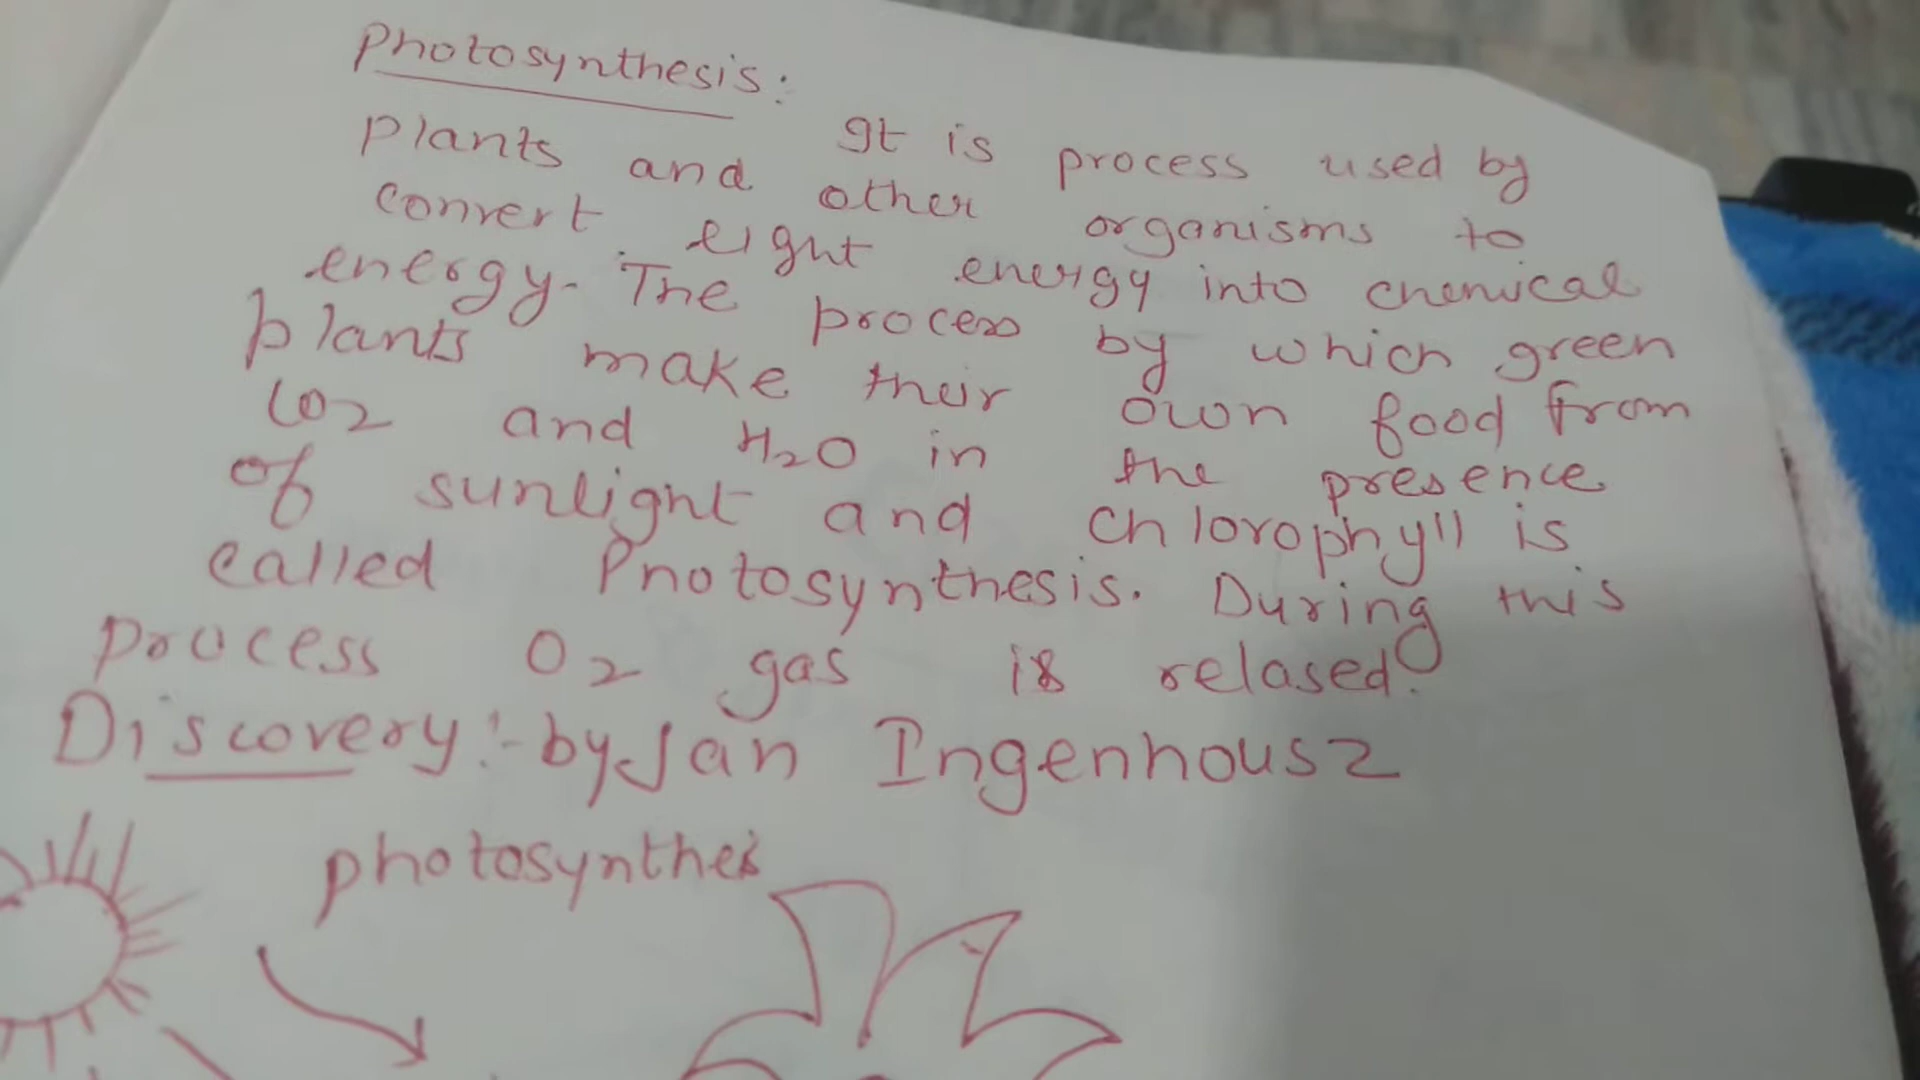 Photosynthesis:
It is process used by
plants and other organisms to
convert light energy into chemical
energy. The process by which green
plants make their own food from
CO2 and H2O in the presence
of sunlight and chlorophyll is
called Photosynthesis. During this
process O2 gas is relased.
Discovery:- by Jan Ingenhousz
photosynthes